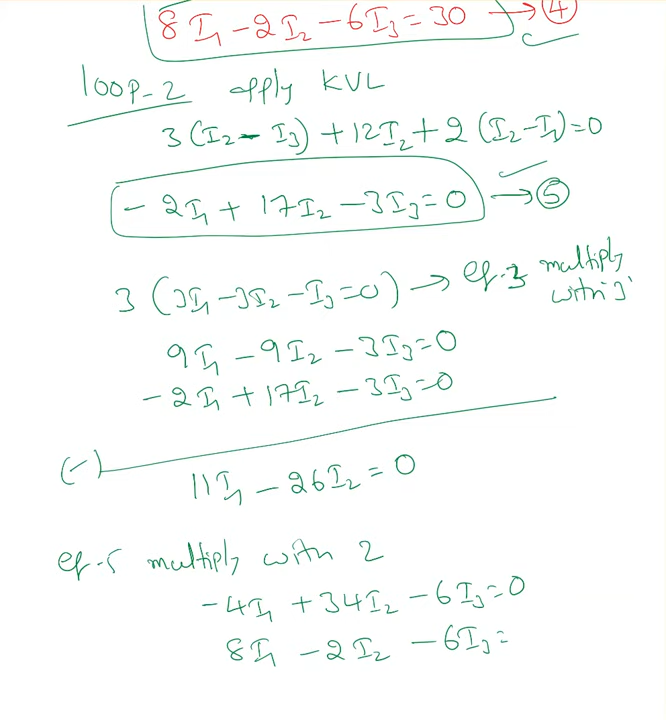 8I₁ - 2I₂ - 6I₃ = 30 → ④
loop-2 apply KVL
3(I₂ - I₃) + 12I₂ + 2(I₂ - I₁) = 0
- 2I₁ + 17I₂ - 3I₃ = 0 → ⑤
3 (3I₁ - 3I₂ - I₃ = 0) → eq.3 multiply
with '3'
9I₁ - 9I₂ - 3I₃ = 0
- 2I₁ + 17I₂ - 3I₃ = 0
(-)
11I₁ - 26I₂ = 0
eq.5 multiply with 2
-4I₁ + 34I₂ - 6I₃ = 0
8I₁ - 2I₂ - 6I₃ =